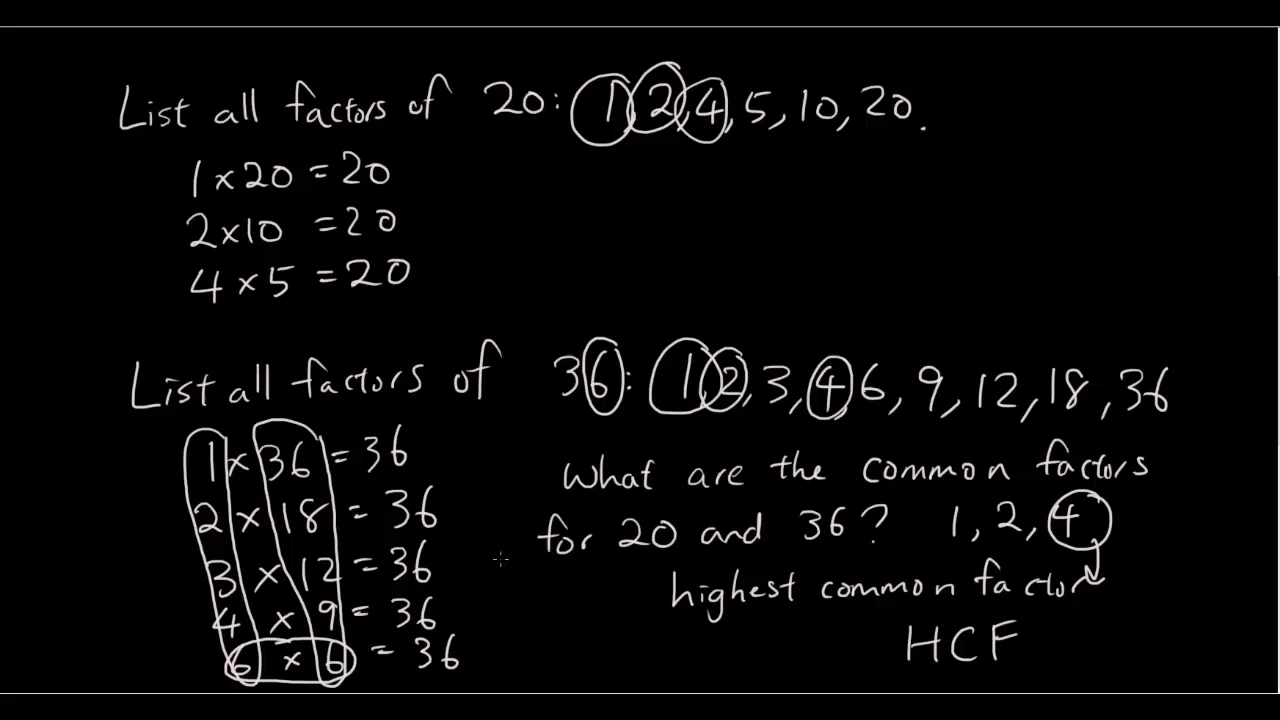 List all factors of 20: 1, 2, 4, 5, 10, 20.
1 x 20 = 20
2 x 10 = 20
4 x 5 = 20
List all factors of 36: 1, 2, 3, 4, 6, 9, 12, 18, 36
1 x 36 = 36
2 x 18 = 36
3 x 12 = 36
4 x 9 = 36
6 x 6 = 36
What are the common factors
for 20 and 36? 1, 2, 4
highest common factor
HCF